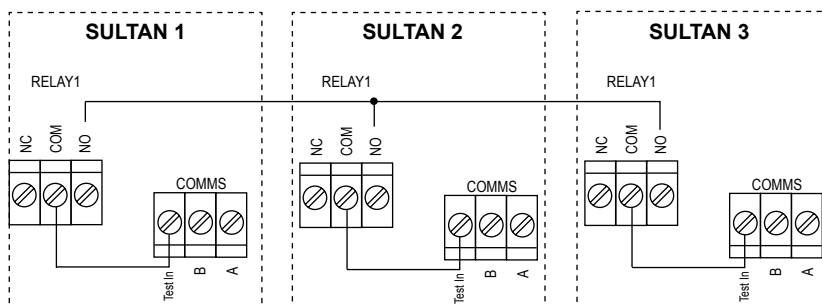 SULTAN 1
SULTAN 2
SULTAN 3
RELAY1
RELAY1
RELAY1
NC
COM
NO
NC
COM
NO
NC
COM
NO
COMMS
COMMS
COMMS
Test In
B
A
Test In
B
A
Test In
B
A